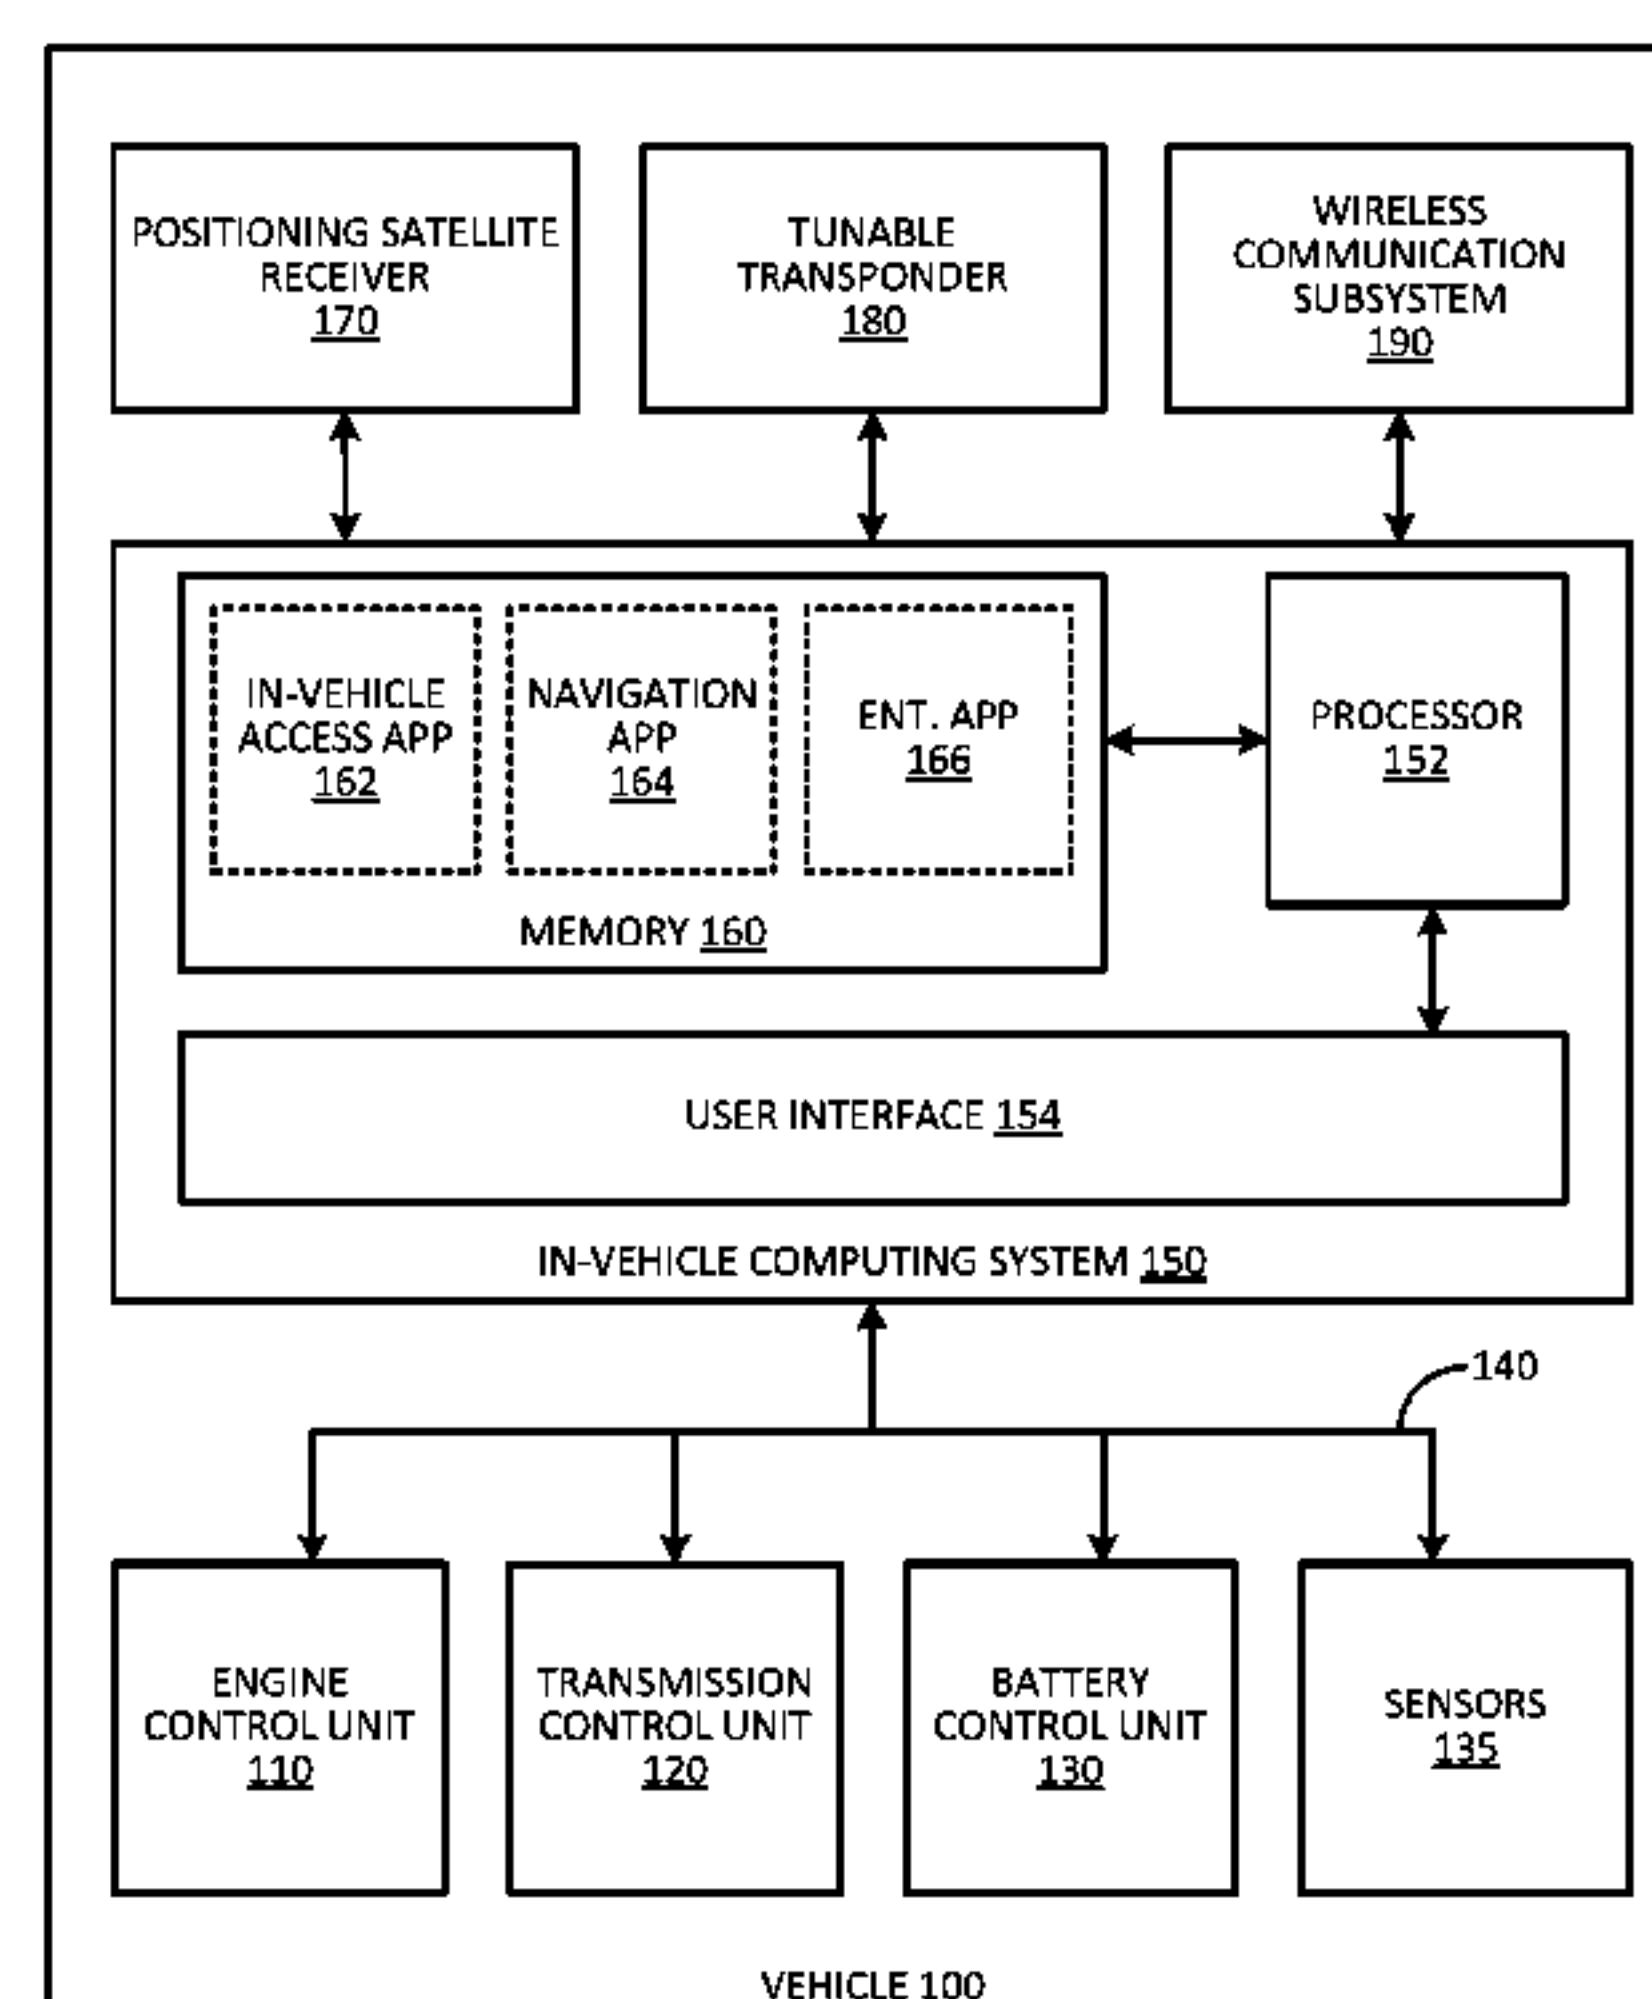 POSITIONING SATELLITE
RECEIVER
170
TUNABLE
TRANSPONDER
180
WIRELESS
COMMUNICATION
SUBSYSTEM
190
IN-VEHICLE
ACCESS APP
162
NAVIGATION
APP
164
ENT. APP
166
MEMORY 160
PROCESSOR
152
USER INTERFACE 154
IN-VEHICLE COMPUTING SYSTEM 150
140
ENGINE
CONTROL UNIT
110
TRANSMISSION
CONTROL UNIT
120
BATTERY
CONTROL UNIT
130
SENSORS
135
VEHICLE 100